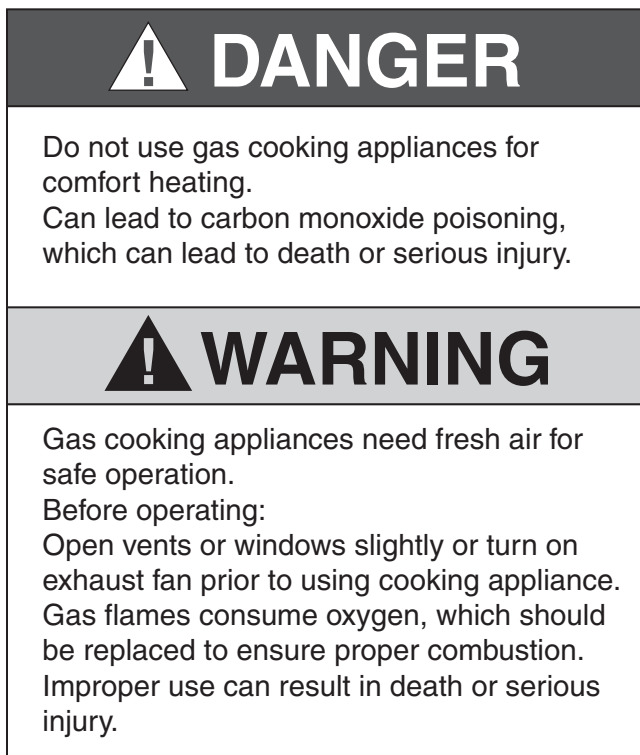 DANGER
Do not use gas cooking appliances for
comfort heating.
Can lead to carbon monoxide poisoning,
which can lead to death or serious injury.
WARNING
Gas cooking appliances need fresh air for
safe operation.
Before operating:
Open vents or windows slightly or turn on
exhaust fan prior to using cooking appliance.
Gas flames consume oxygen, which should
be replaced to ensure proper combustion.
Improper use can result in death or serious
injury.